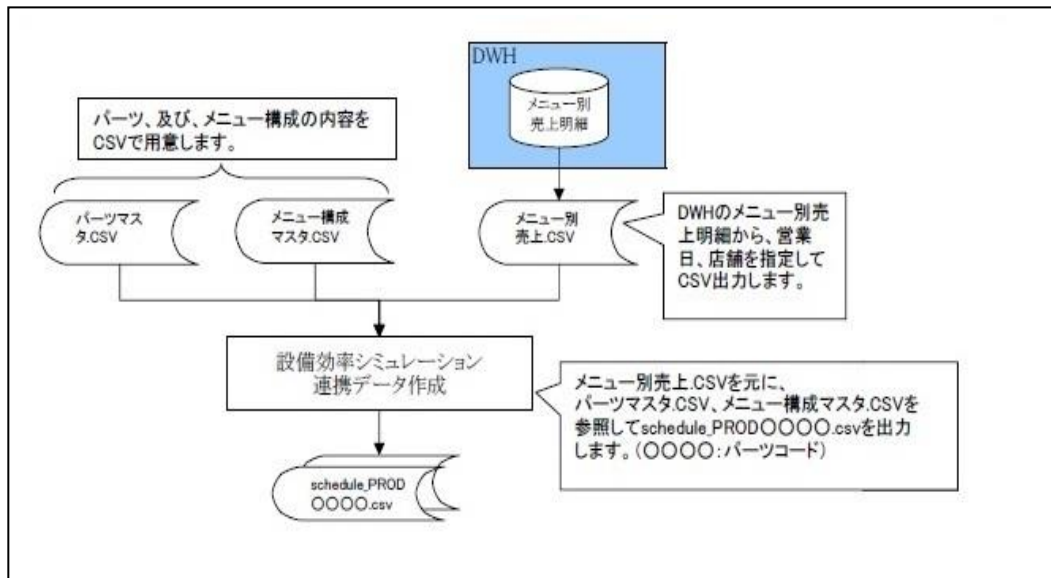 DWH
メニュー別
売上明細
パーツ、及び、メニュー構成の内容を
CSVで用意します。
パーツマス
タ.CSV
メニュー構成
マスタ.CSV
メニュー別
売上.CSV
DWHのメニュー別売
上明細から、営業
日、店舗を指定して
CSV出力します。
設備効率シミュレーション
連携データ作成
メニュー別売上.CSVを元に、
パーツマスタ.CSV、メニュー構成マスタ.CSVを
参照してschedule_PROD〇〇〇〇.csvを出力
します。(〇〇〇〇:パーツコード)
schedule_PROD
〇〇〇〇.csv